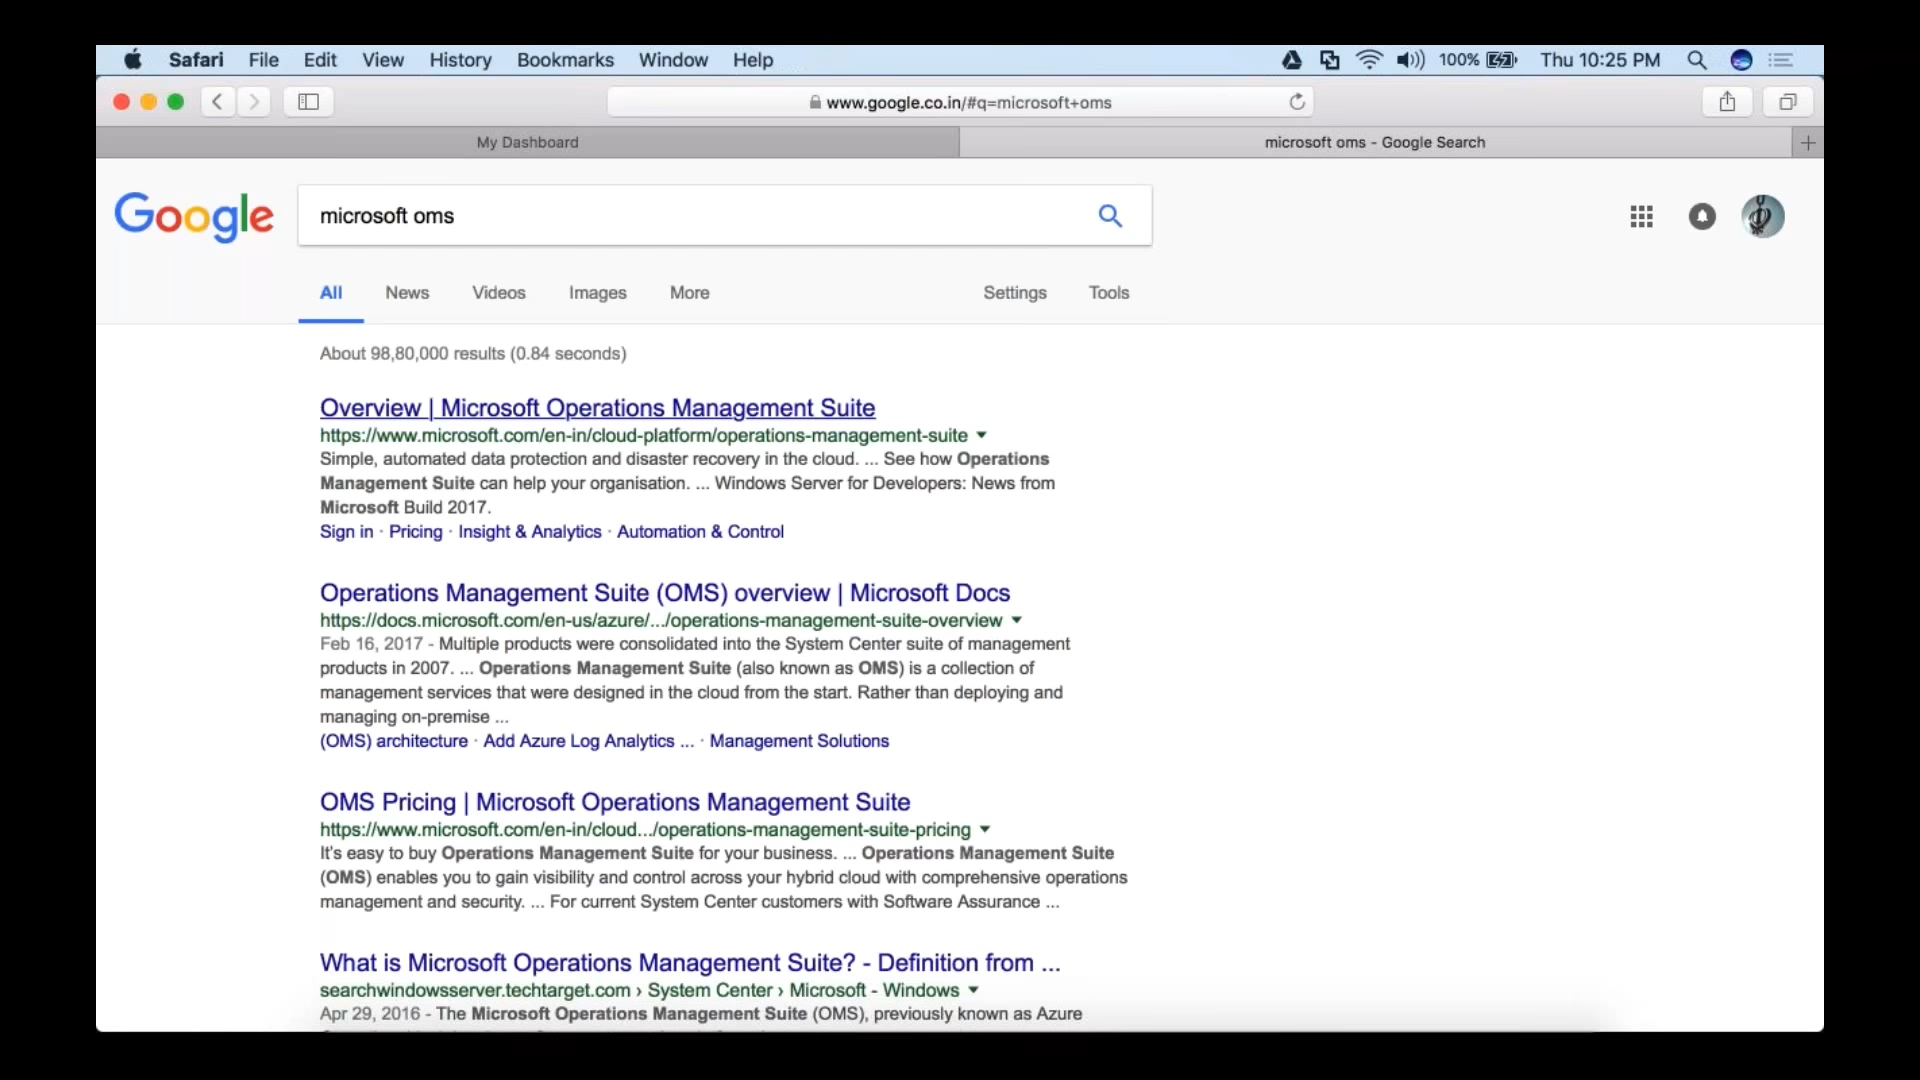 Safari File Edit View History Bookmarks Window Help 100% Thu 10:25 PM
www.google.co.in/#q=microsoft+oms
My Dashboard microsoft oms - Google Search
Google microsoft oms
All News Videos Images More Settings Tools
About 98,80,000 results (0.84 seconds)
Overview | Microsoft Operations Management Suite
https://www.microsoft.com/en-in/cloud-platform/operations-management-suite
Simple, automated data protection and disaster recovery in the cloud. ... See how Operations
Management Suite can help your organisation. ... Windows Server for Developers: News from
Microsoft Build 2017.
Sign in · Pricing · Insight & Analytics · Automation & Control
Operations Management Suite (OMS) overview | Microsoft Docs
https://docs.microsoft.com/en-us/azure/.../operations-management-suite-overview
Feb 16, 2017 - Multiple products were consolidated into the System Center suite of management
products in 2007. ... Operations Management Suite (also known as OMS) is a collection of
management services that were designed in the cloud from the start. Rather than deploying and
managing on-premise ...
(OMS) architecture · Add Azure Log Analytics ... · Management Solutions
OMS Pricing | Microsoft Operations Management Suite
https://www.microsoft.com/en-in/cloud.../operations-management-suite-pricing
It's easy to buy Operations Management Suite for your business. ... Operations Management Suite
(OMS) enables you to gain visibility and control across your hybrid cloud with comprehensive operations
management and security. ... For current System Center customers with Software Assurance ...
What is Microsoft Operations Management Suite? - Definition from ...
searchwindowsserver.techtarget.com › System Center › Microsoft - Windows
Apr 29, 2016 - The Microsoft Operations Management Suite (OMS), previously known as Azure